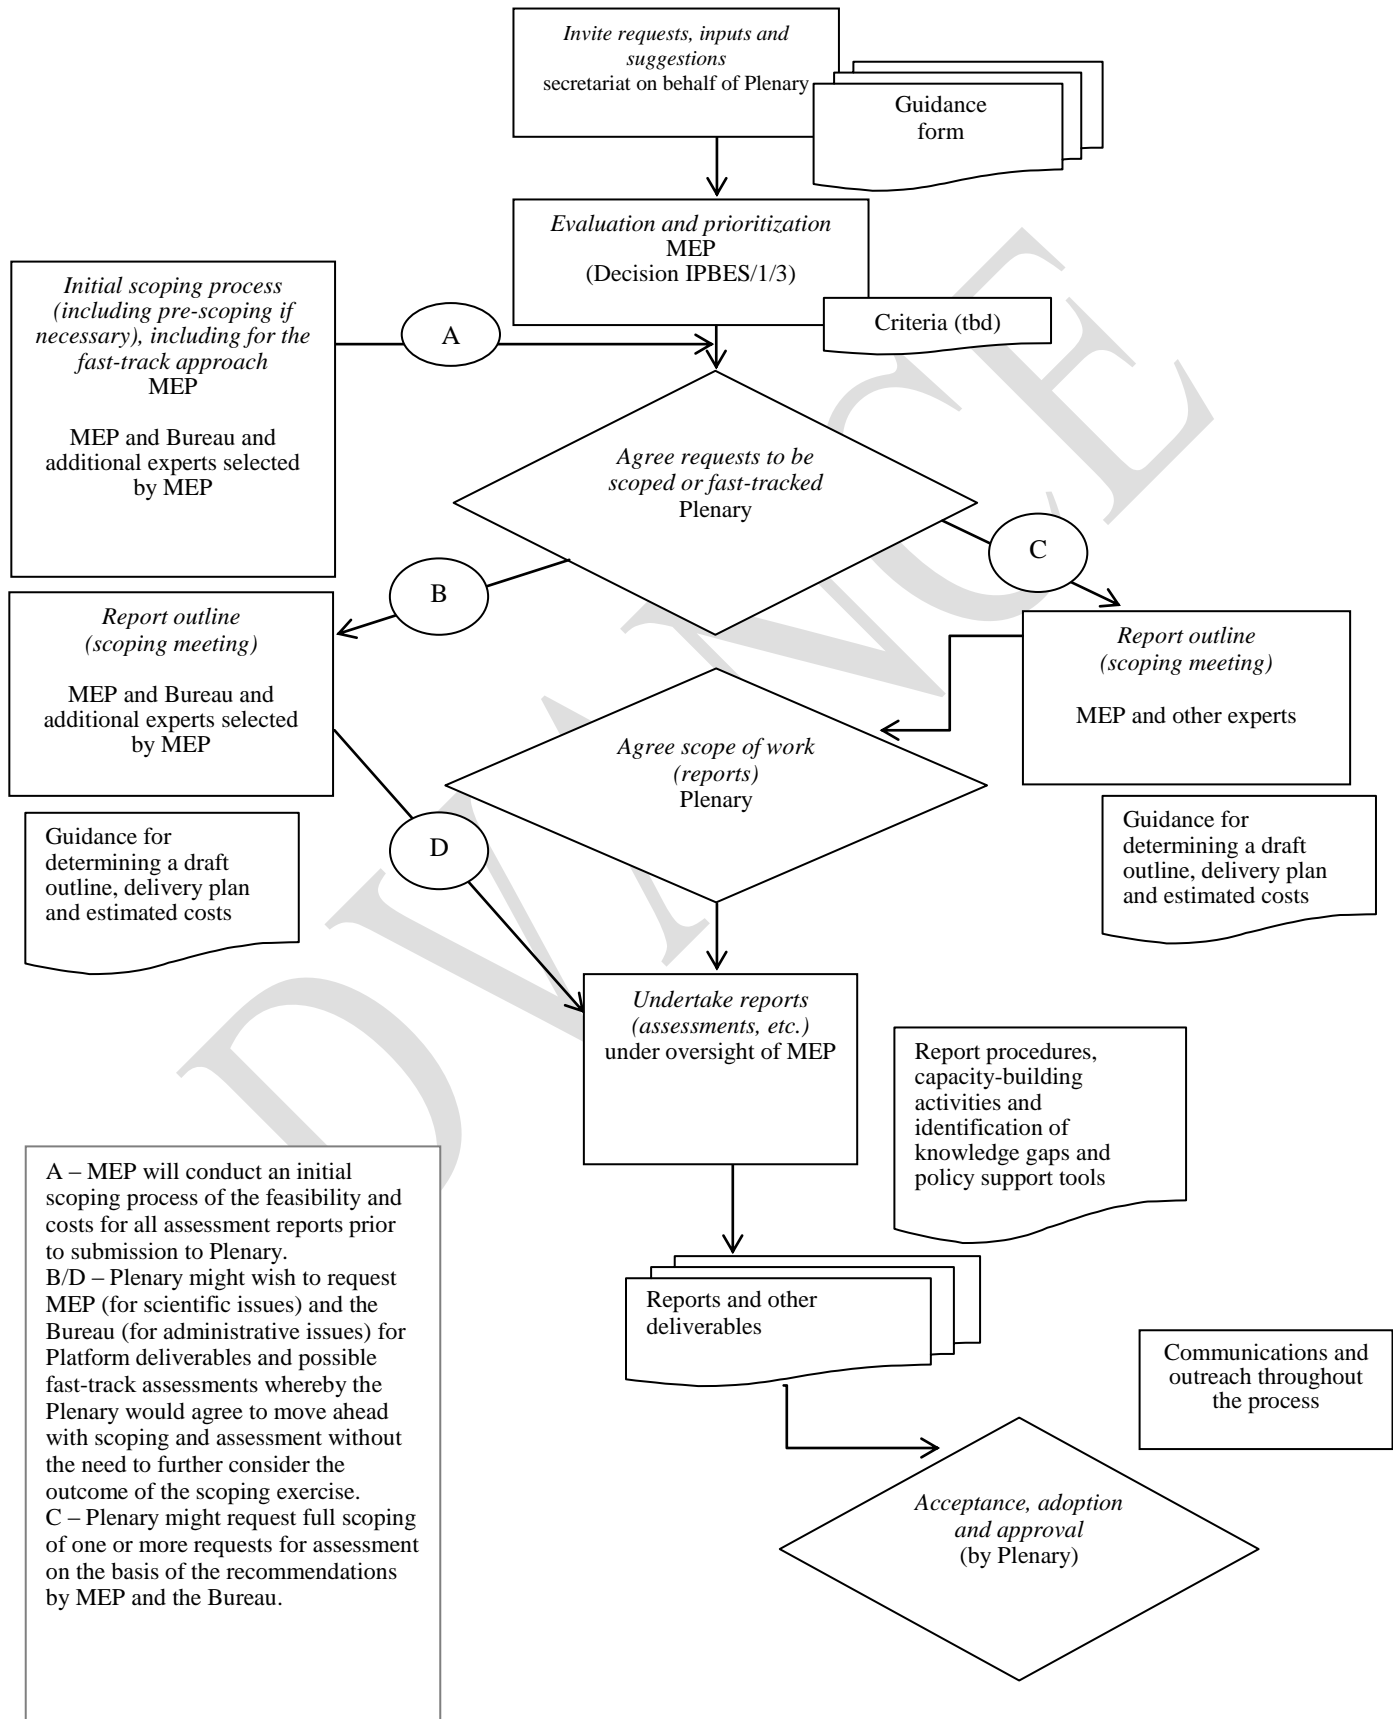 Invite requests, inputs and
suggestions
secretariat on behalf of Plenary
Guidance
form
Evaluation and prioritization
MEP
(Decision IPBES/1/3)
Criteria (tbd)
Initial scoping process
(including pre-scoping if
necessary), including for the
fast-track approach
MEP
MEP and Bureau and
additional experts selected
by MEP
A
Agree requests to be
scoped or fast-tracked
Plenary
B
C
Report outline
(scoping meeting)
MEP and Bureau and
additional experts selected
by MEP
Report outline
(scoping meeting)
MEP and other experts
Agree scope of work
(reports)
Plenary
D
Guidance for
determining a draft
outline, delivery plan
and estimated costs
Guidance for
determining a draft
outline, delivery plan
and estimated costs
Undertake reports
(assessments, etc.)
under oversight of MEP
Report procedures,
capacity-building
activities and
identification of
knowledge gaps and
policy support tools
A – MEP will conduct an initial
scoping process of the feasibility and
costs for all assessment reports prior
to submission to Plenary.
B/D – Plenary might wish to request
MEP (for scientific issues) and the
Bureau (for administrative issues) for
Platform deliverables and possible
fast-track assessments whereby the
Plenary would agree to move ahead
with scoping and assessment without
the need to further consider the
outcome of the scoping exercise.
C – Plenary might request full scoping
of one or more requests for assessment
on the basis of the recommendations
by MEP and the Bureau.
Reports and other
deliverables
Communications and
outreach throughout
the process
Acceptance, adoption
and approval
(by Plenary)
DVANCE